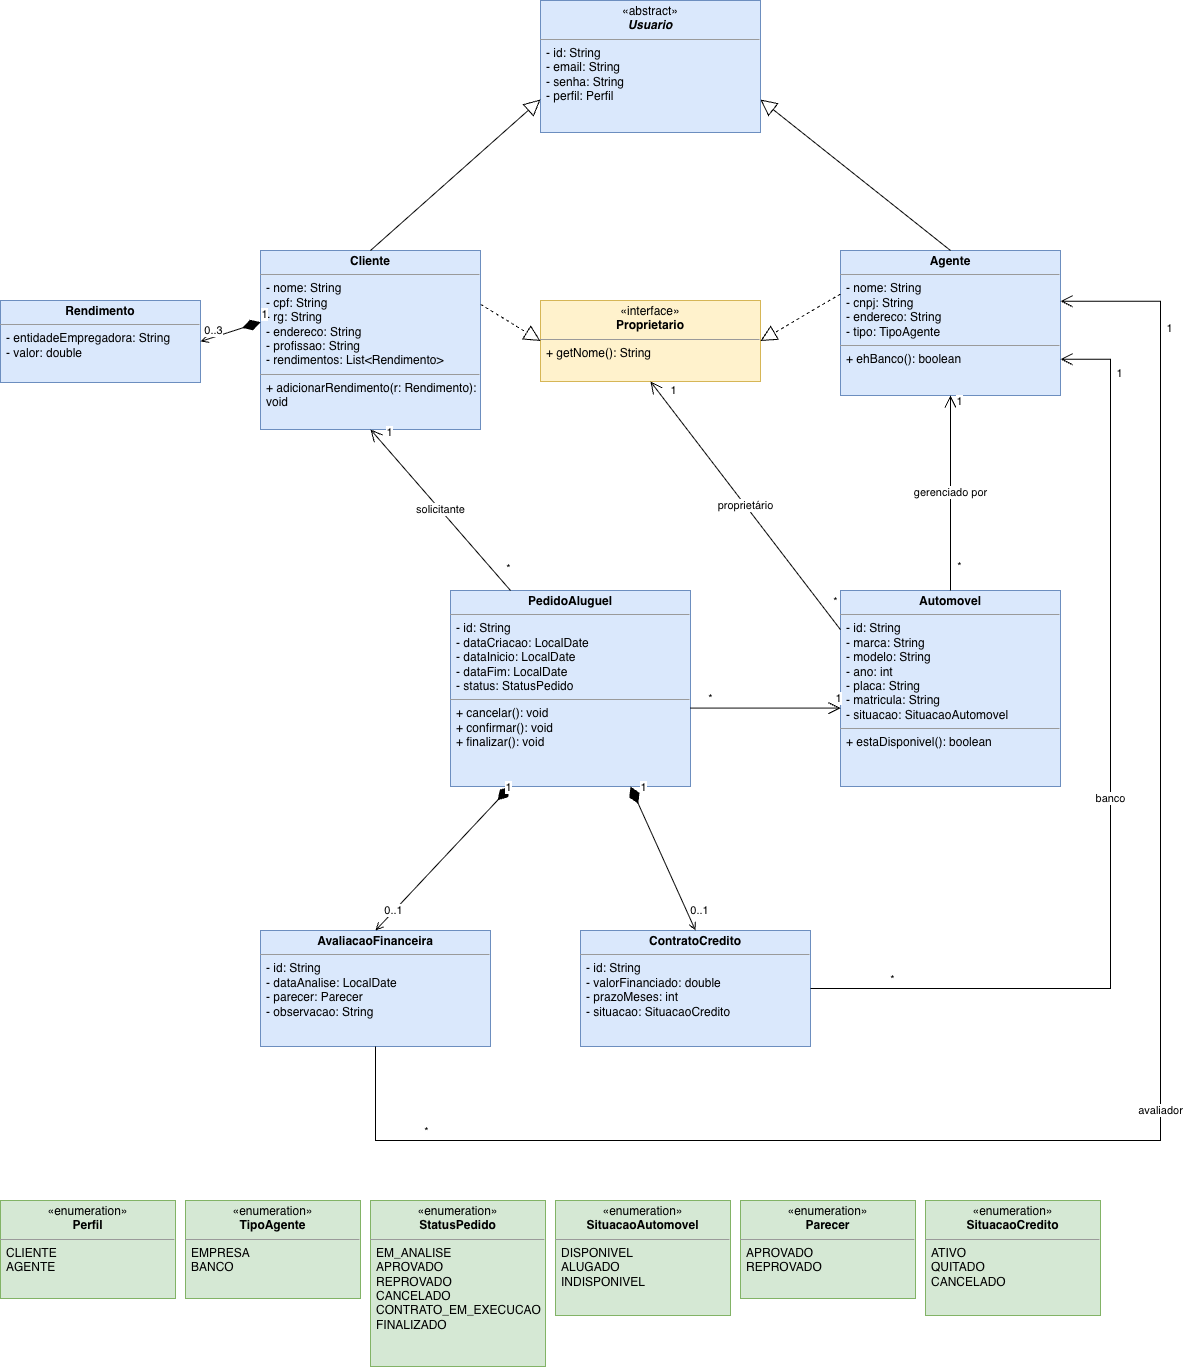 «abstract»
Usuario
- id: String
- email: String
- senha: String
- perfil: Perfil
Cliente
- nome: String
- cpf: String
- rg: String
- endereco: String
- profissao: String
- rendimentos: List<Rendimento>
+ adicionarRendimento(r: Rendimento):
void
Agente
- nome: String
- cnpj: String
- endereco: String
- tipo: TipoAgente
+ ehBanco(): boolean
Rendimento
- entidadeEmpregadora: String
- valor: double
0..3
1
«interface»
Proprietario
+ getNome(): String
1
1
1
1
1
solicitante
proprietário
gerenciado por
*
*
*
PedidoAluguel
- id: String
- dataCriacao: LocalDate
- dataInicio: LocalDate
- dataFim: LocalDate
- status: StatusPedido
+ cancelar(): void
+ confirmar(): void
+ finalizar(): void
*
1
Automovel
- id: String
- marca: String
- modelo: String
- ano: int
- placa: String
- matricula: String
- situacao: SituacaoAutomovel
+ estaDisponivel(): boolean
1
1
banco
0..1
0..1
AvaliacaoFinanceira
- id: String
- dataAnalise: LocalDate
- parecer: Parecer
- observacao: String
ContratoCredito
- id: String
- valorFinanciado: double
- prazoMeses: int
- situacao: SituacaoCredito
*
avaliador
*
«enumeration»
Perfil
CLIENTE
AGENTE
«enumeration»
TipoAgente
EMPRESA
BANCO
«enumeration»
StatusPedido
EM_ANALISE
APROVADO
REPROVADO
CANCELADO
CONTRATO_EM_EXECUCAO
FINALIZADO
«enumeration»
SituacaoAutomovel
DISPONIVEL
ALUGADO
INDISPONIVEL
«enumeration»
Parecer
APROVADO
REPROVADO
«enumeration»
SituacaoCredito
ATIVO
QUITADO
CANCELADO